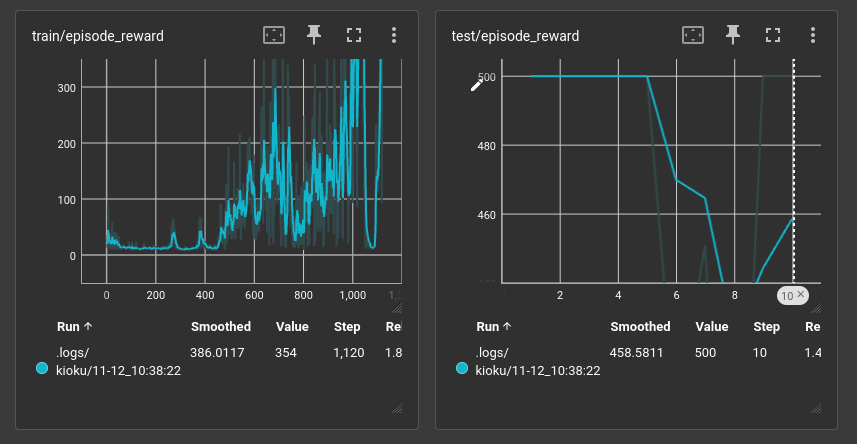 train/episode_reward
300
200
100
0
0
200
400
600
800
1,000
Run ↑ Smoothed Value Step Rel
.logs/ 386.0117 354 1,120 1.8
kioku/11-12_10:38:22
test/episode_reward
500
480
460
2
4
6
8
10 ×
Run ↑ Smoothed Value Step Re
.logs/ 458.5811 500 10 1.4
kioku/11-12_10:38:22